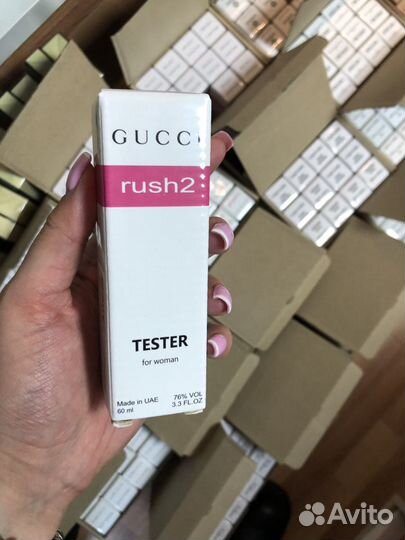 GUCCI
rush2
TESTER
for woman
Made in UAE 76% VOL
60 ml 3.3 FL.OZ
Avito